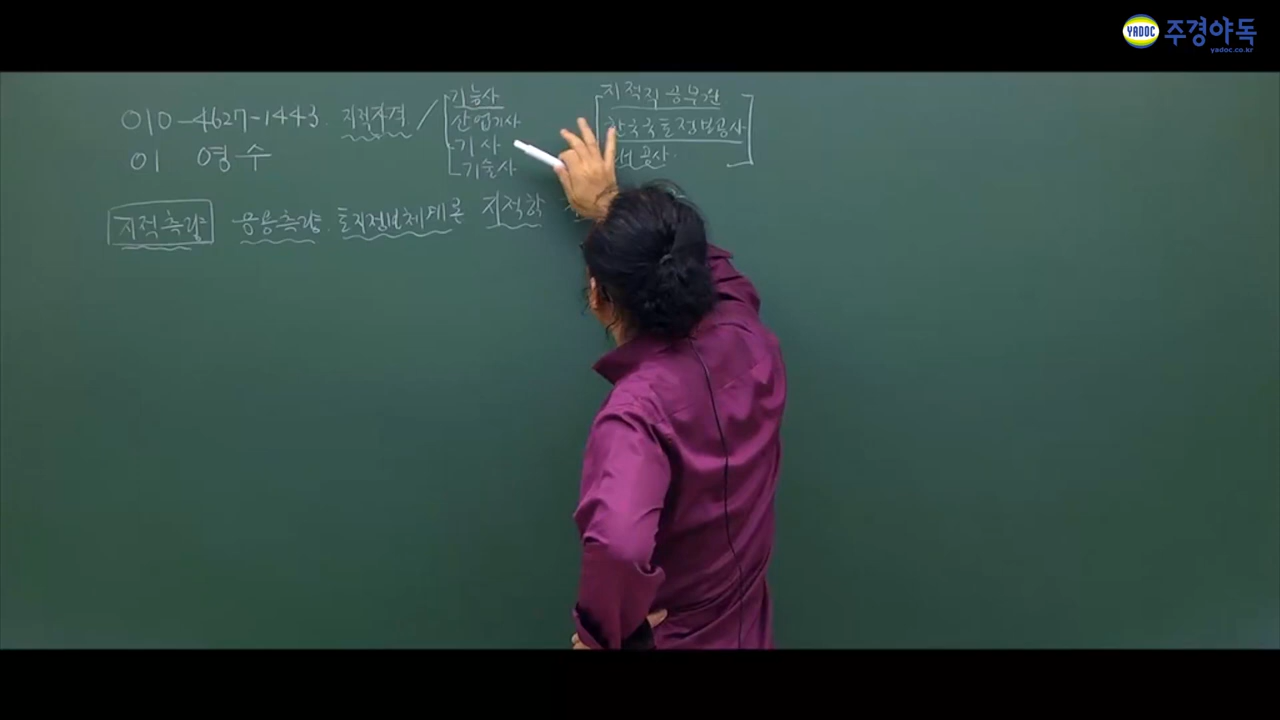 YADOC 주경야독
yadoc.co.kr
010-4627-1443. 지적자격 / 기능사
산업기사
기사
기술사
지적직 공무원
한국국토정보공사
공사.
01 영수
지적측량 응용측량. 토지정보체계론 지적학